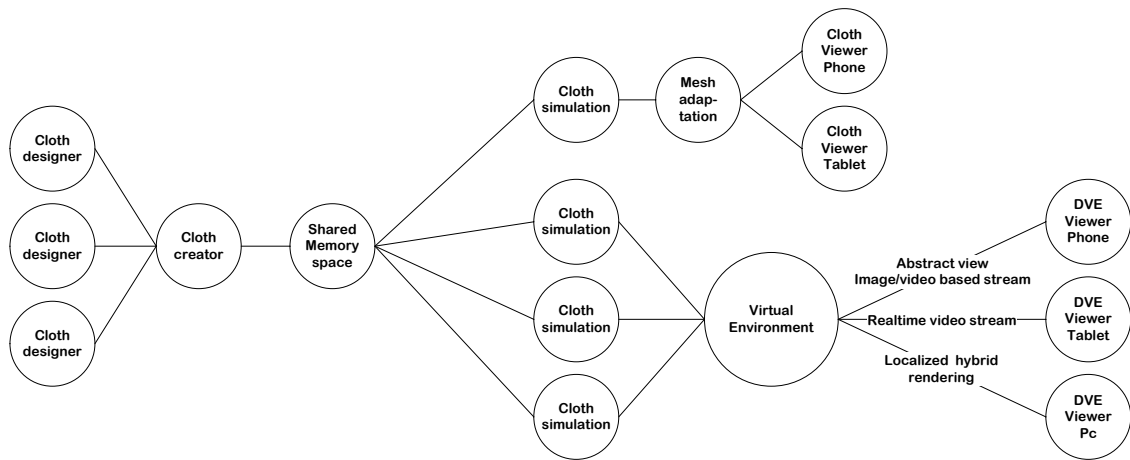 Cloth
designer
Cloth
designer
Cloth
designer
Cloth
creator
Shared
Memory
space
Cloth
simulation
Mesh
adap-
tation
Cloth
Viewer
Phone
Cloth
Viewer
Tablet
Cloth
simulation
Cloth
simulation
Cloth
simulation
Virtual
Environment
Abstract view
Image/video based stream
Realtime video stream
Localized hybrid
rendering
DVE
Viewer
Phone
DVE
Viewer
Tablet
DVE
Viewer
Pc